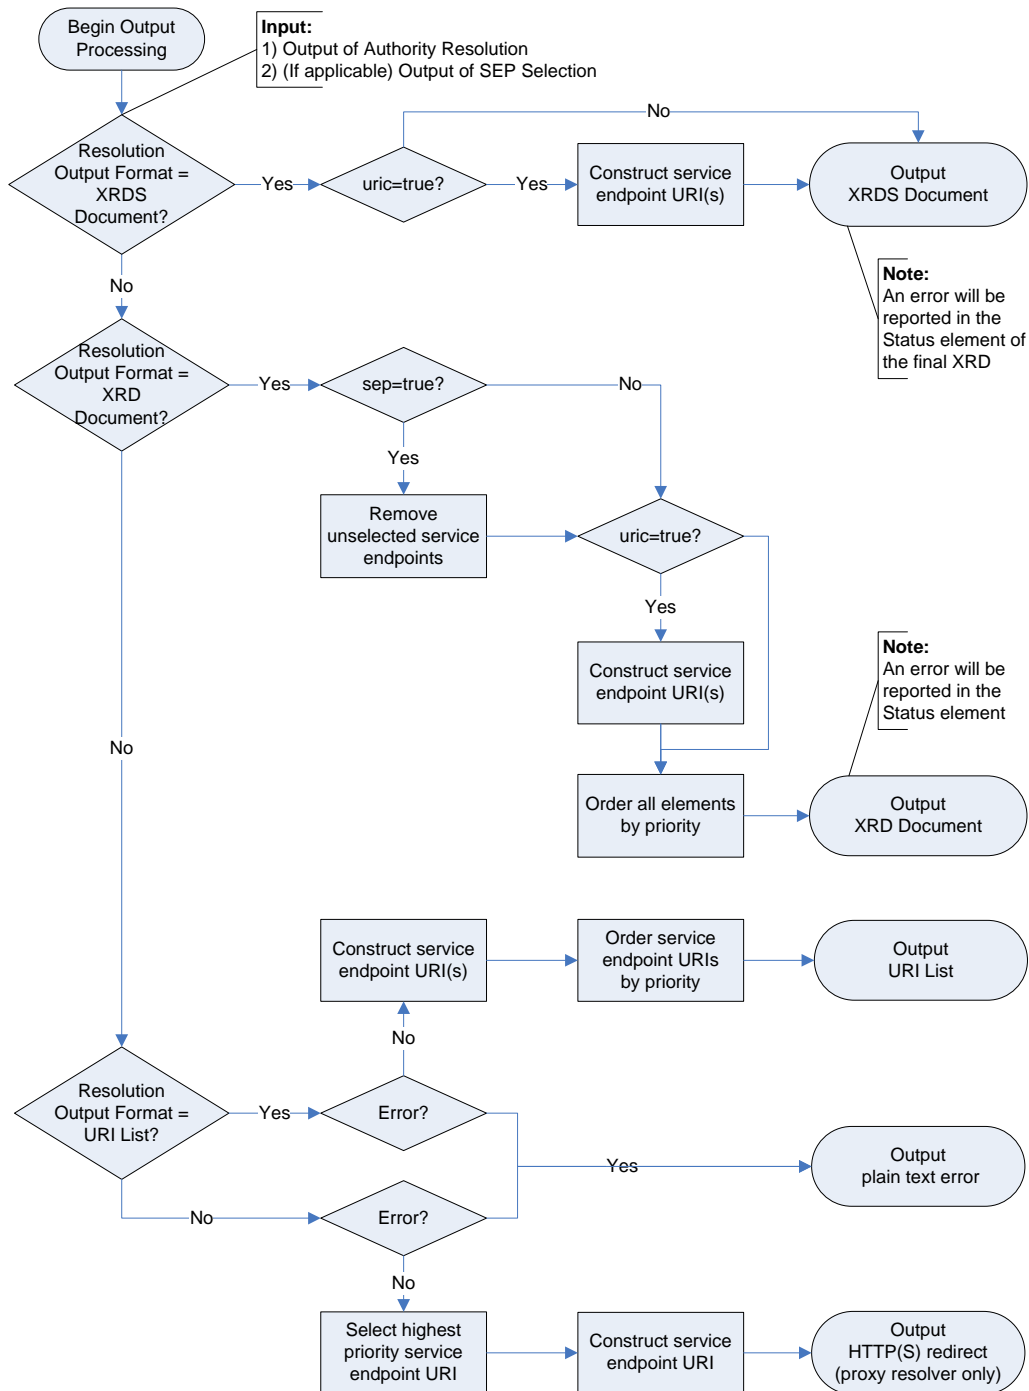 Begin Output
Processing
Input:
1) Output of Authority Resolution
2) (If applicable) Output of SEP Selection
No
Resolution
Output Format =
XRDS
Document?
Yes
uric=true?
Yes
Construct service
endpoint URI(s)
Output
XRDS Document
No
Note:
An error will be
reported in the
Status element of
the final XRD
Resolution
Output Format =
XRD
Document?
Yes
sep=true?
No
Yes
Remove
unselected service
endpoints
uric=true?
Yes
Construct service
endpoint URI(s)
Note:
An error will be
reported in the
Status element
No
Order all elements
by priority
Output
XRD Document
Construct service
endpoint URI(s)
Order service
endpoint URIs
by priority
Output
URI List
No
Resolution
Output Format =
URI List?
Yes
Error?
Yes
Output
plain text error
No
Error?
No
Select highest
priority service
endpoint URI
Construct service
endpoint URI
Output
HTTP(S) redirect
(proxy resolver only)